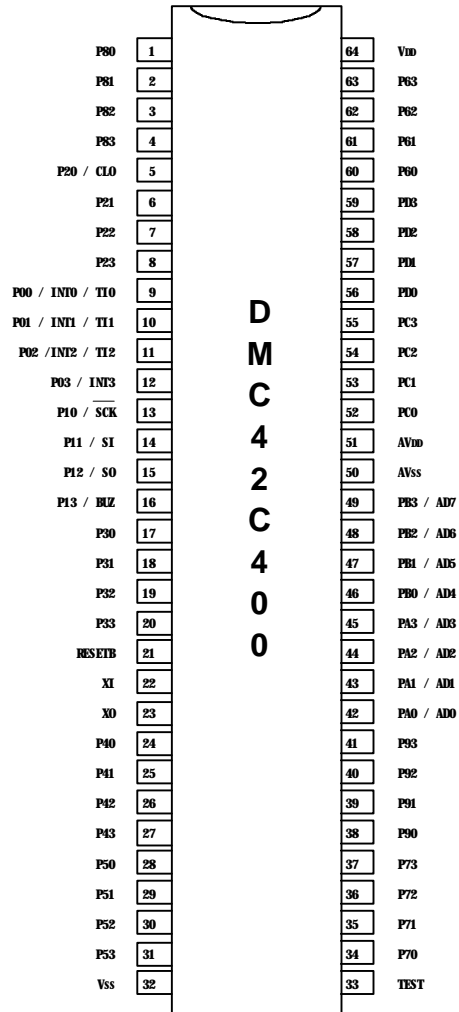 P80 1 64 VDD
P81 2 63 P63
P82 3 62 P62
P83 4 61 P61
P20 / CLO 5 60 P60
P21 6 59 PD3
P22 7 58 PD2
P23 8 57 PD1
P00 / INT0 / TI0 9 56 PD0
P01 / INT1 / TI1 10 55 PC3
P02 /INT2 / TI2 11 54 PC2
P03 / INT3 12 53 PC1
P10 / SCK 13 52 PC0
P11 / SI 14 51 AVDD
P12 / SO 15 50 AVSS
P13 / BUZ 16 49 PB3 / AD7
P30 17 48 PB2 / AD6
P31 18 47 PB1 / AD5
P32 19 46 PB0 / AD4
P33 20 45 PA3 / AD3
RESETB 21 44 PA2 / AD2
XI 22 43 PA1 / AD1
XO 23 42 PA0 / AD0
P40 24 41 P93
P41 25 40 P92
P42 26 39 P91
P43 27 38 P90
P50 28 37 P73
P51 29 36 P72
P52 30 35 P71
P53 31 34 P70
Vss 32 33 TEST
DMC42C400